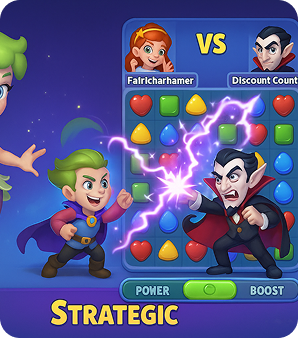 VS
Fairicharhamer
Discount Count
POWER
BOOST
STRATEGIC